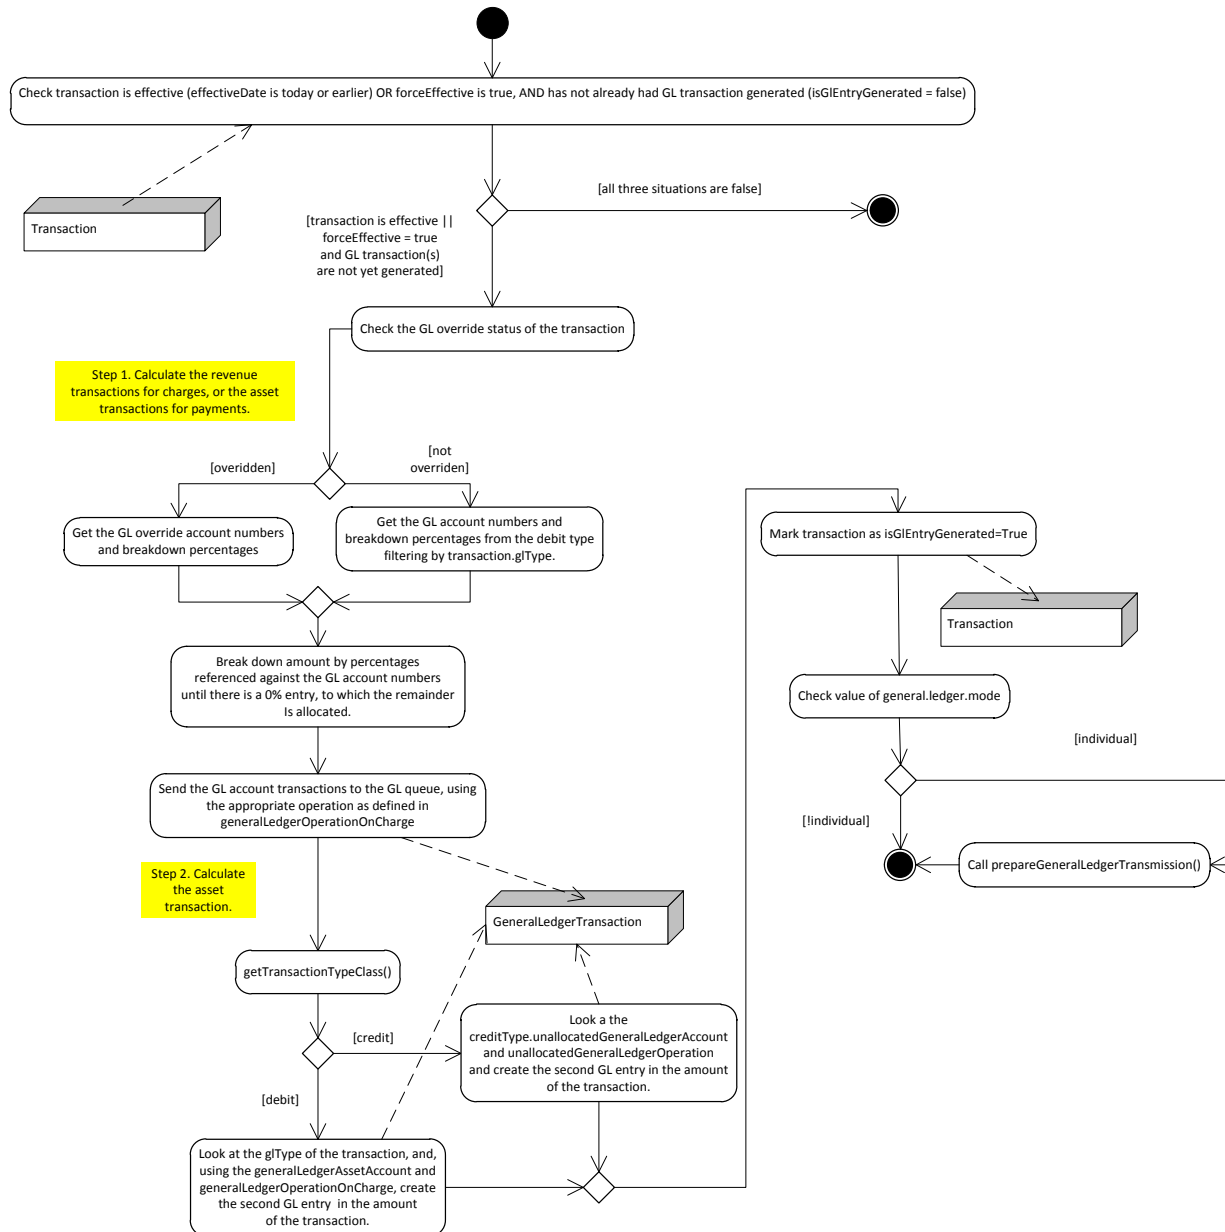 Check transaction is effective (effectiveDate is today or earlier) OR forceEffective is true, AND has not already had GL transaction generated (isGlEntryGenerated = false)
[all three situations are false]
Transaction
[transaction is effective ||
forceEffective = true
and GL transaction(s)
are not yet generated]
Check the GL override status of the transaction
Step 1. Calculate the revenue
transactions for charges, or the asset
transactions for payments.
[overidden]
[not
overriden]
Get the GL override account numbers
and breakdown percentages
Get the GL account numbers and
breakdown percentages from the debit type
filtering by transaction.glType.
Break down amount by percentages
referenced against the GL account numbers
until there is a 0% entry, to which the remainder
Is allocated.
Send the GL account transactions to the GL queue, using
the appropriate operation as defined in
generalLedgerOperationOnCharge
Step 2. Calculate
the asset
transaction.
GeneralLedgerTransaction
getTransactionTypeClass()
[credit]
Look a the
creditType.unallocatedGeneralLedgerAccount
and unallocatedGeneralLedgerOperation
and create the second GL entry in the amount
of the transaction.
[debit]
Look at the glType of the transaction, and,
using the generalLedgerAssetAccount and
generalLedgerOperationOnCharge, create
the second GL entry  in the amount
of the transaction.
Mark transaction as isGlEntryGenerated=True
Transaction
Check value of general.ledger.mode
[individual]
[!individual]
Call prepareGeneralLedgerTransmission()